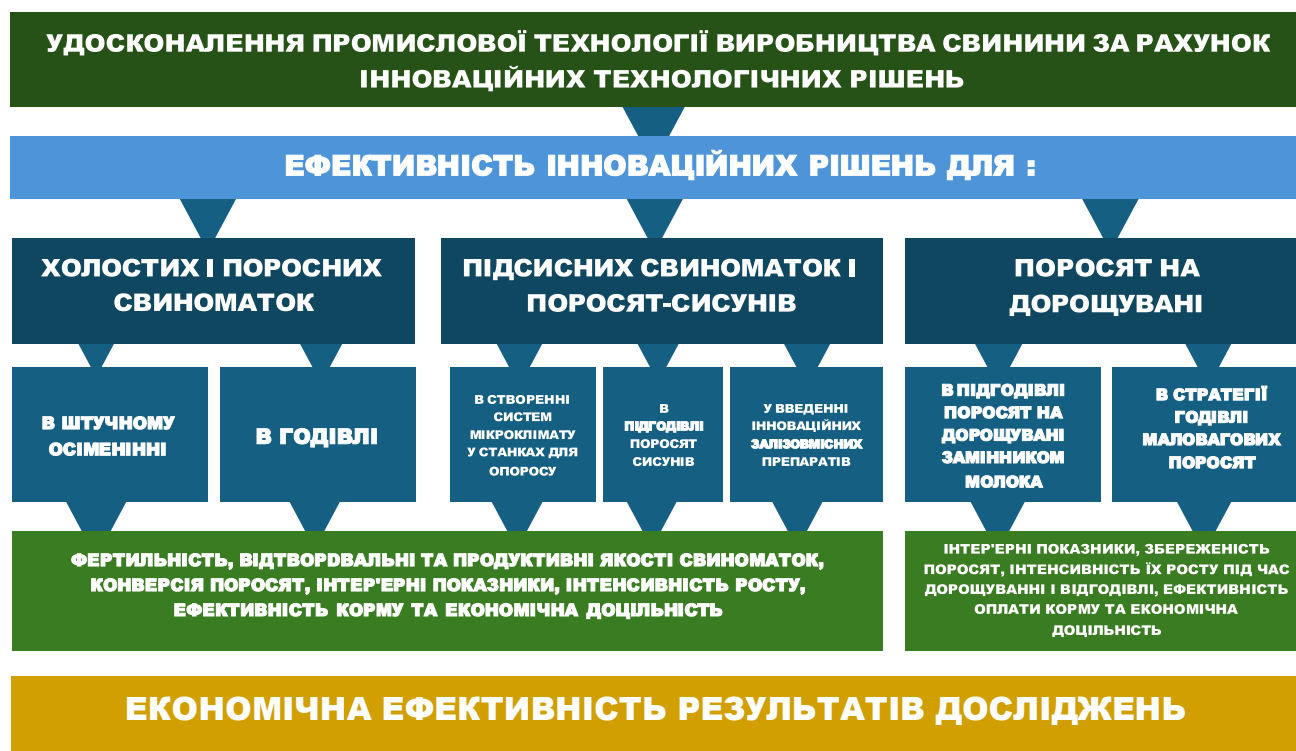 УДОСКОНАЛЕННЯ ПРОМИСЛОВОЇ ТЕХНОЛОГІЇ ВИРОБНИЦТВА СВИНИНИ ЗА РАХУНОК
ІННОВАЦІЙНИХ ТЕХНОЛОГІЧНИХ РІШЕНЬ
ЕФЕКТИВНІСТЬ ІННОВАЦІЙНИХ РІШЕНЬ ДЛЯ :
ХОЛОСТИХ І ПОРОСНИХ
СВИНОМАТОК
ПІДСИСНИХ СВИНОМАТОК І
ПОРОСЯТ-СИСУНІВ
ПОРОСЯТ НА
ДОРОЩУВАНІ
В ШТУЧНОМУ
ОСІМЕНІННІ
В ГОДІВЛІ
В СТВОРЕННІ
СИСТЕМ
МІКРОКЛІМАТУ
У СТАНКАХ ДЛЯ
ОПОРОСУ
В
ПІДГОДІВЛІ
ПОРОСЯТ
СИСУНІВ
У ВВЕДЕННІ
ІННОВАЦІЙНИХ
ЗАЛІЗОВМІСНИХ
ПРЕПАРАТІВ
В ПІДГОДІВЛІ
ПОРОСЯТ НА
ДОРОЩУВАНІ
ЗАМІННИКОМ
МОЛОКА
В СТРАТЕГІЇ
ГОДІВЛІ
МАЛОВАГОВИХ
ПОРОСЯТ
ФЕРТИЛЬНІСТЬ, ВІДТВОРDВАЛЬНІ ТА ПРОДУКТИВНІ ЯКОСТІ СВИНОМАТОК,
КОНВЕРСІЯ ПОРОСЯТ, ІНТЕР'ЕРНІ ПОКАЗНИКИ, ІНТЕНСИВНІСТЬ РОСТУ,
ЕФЕКТИВНІСТЬ КОРМУ ТА ЕКОНОМІЧНА ДОЦІЛЬНІСТЬ
ІНТЕР'ЕРНІ ПОКАЗНИКИ, ЗБЕРЕЖЕНІСТЬ
ПОРОСЯТ, ІНТЕНСИВНІСТЬ ЇХ РОСТУ ПІД ЧАС
ДОРОЩУВАННІ І ВІДГОДІВЛІ, ЕФЕКТИВНІСТЬ
ОПЛАТИ КОРМУ ТА ЕКОНОМІЧНА
ДОЦІЛЬНІСТЬ
ЕКОНОМІЧНА ЕФЕКТИВНІСТЬ РЕЗУЛЬТАТІВ ДОСЛІДЖЕНЬ